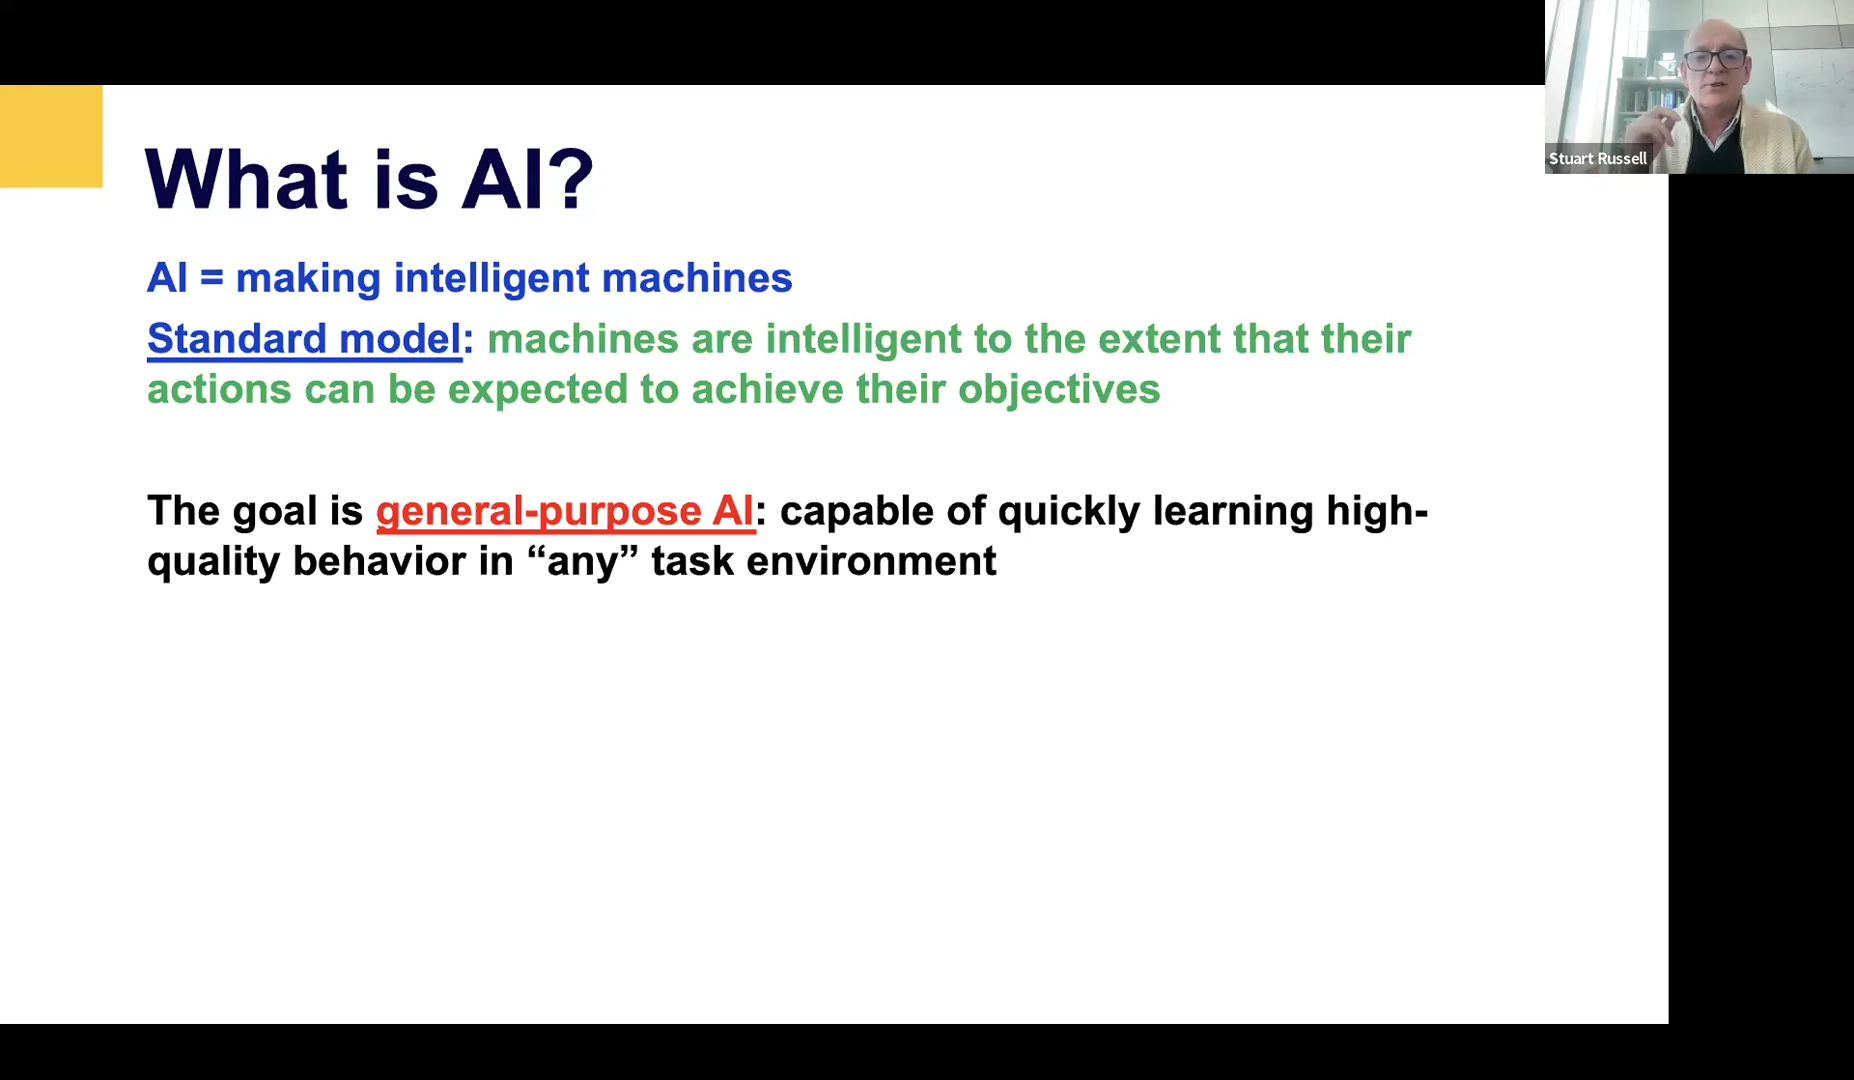 What is AI?
AI = making intelligent machines
Standard model: machines are intelligent to the extent that their
actions can be expected to achieve their objectives
The goal is general-purpose AI: capable of quickly learning high-
quality behavior in “any” task environment
Stuart Russell